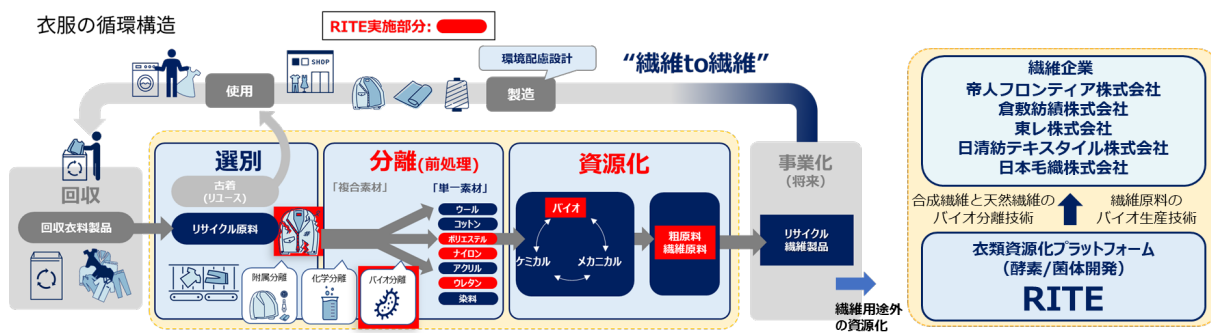 衣服の循環構造
RITE実施部分:
SHOP
環境配慮設計
“繊維to繊維”
使用
製造
回収
回収衣料製品
選別
古着
(リユース)
リサイクル原料
附属分離
化学分離
バイオ分離
分離(前処理)
「複合素材」
「単一素材」
ウール
コットン
ポリエステル
ナイロン
アクリル
ウレタン
染料
資源化
バイオ
ケミカル
メカニカル
粗原料
繊維原料
事業化
(将来)
リサイクル
繊維製品
繊維用途外
の資源化
繊維企業
帝人フロンティア株式会社
倉敷紡績株式会社
東レ株式会社
日清紡テキスタイル株式会社
日本毛織株式会社
合成繊維と天然繊維の
バイオ分離技術
繊維原料の
バイオ生産技術
衣類資源化プラットフォーム
(酵素/菌体開発)
RITE